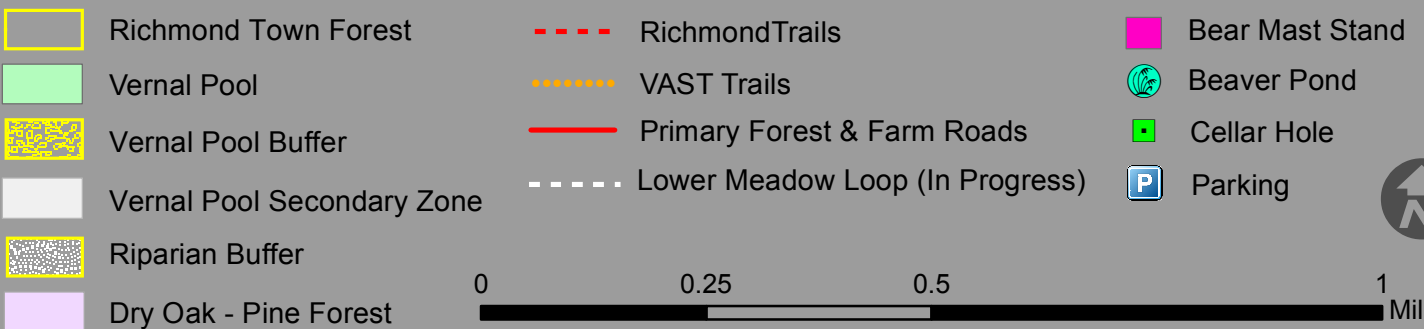 Richmond Town Forest
Vernal Pool
Vernal Pool Buffer
Vernal Pool Secondary Zone
Riparian Buffer
Dry Oak - Pine Forest
RichmondTrails
VAST Trails
Primary Forest & Farm Roads
Lower Meadow Loop (In Progress)
Bear Mast Stand
Beaver Pond
Cellar Hole
P Parking
N
0 0.25 0.5 1
Mil